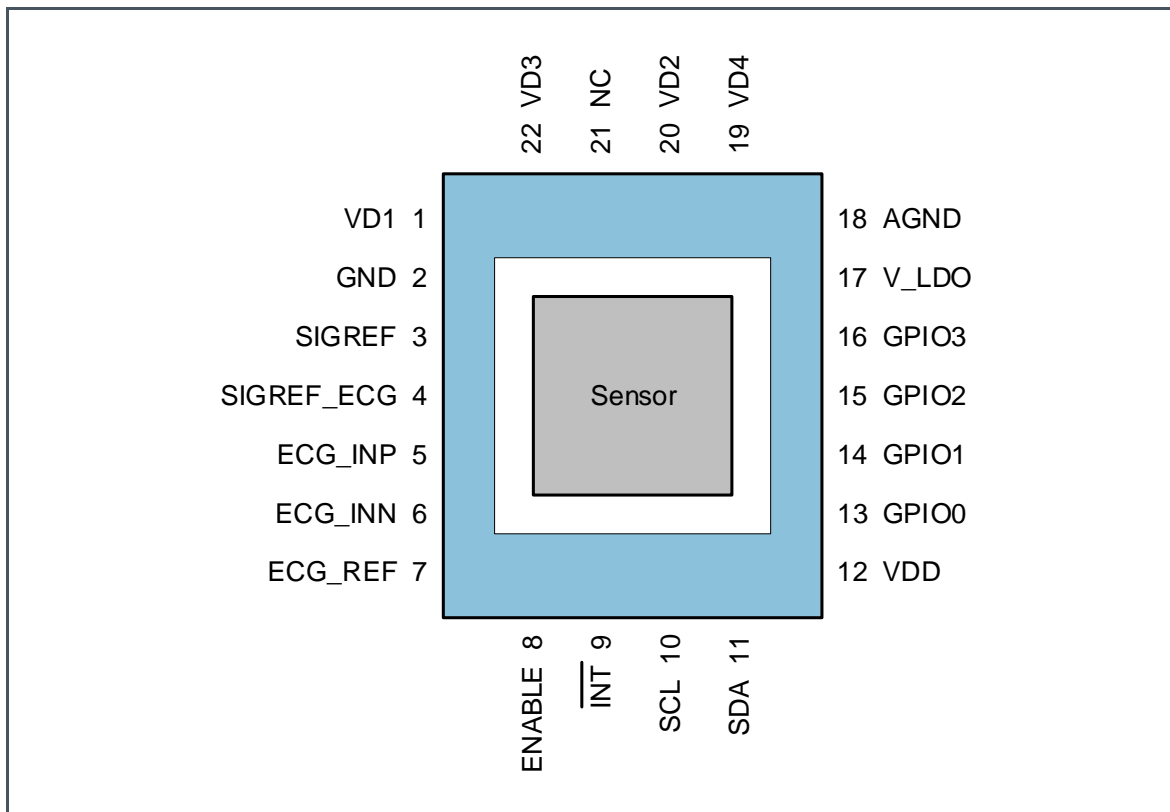 22 VD3
21 NC
20 VD2
19 VD4
VD1 1
GND 2
SIGREF 3
SIGREF_ECG 4
ECG_INP 5
ECG_INN 6
ECG_REF 7
Sensor
18 AGND
17 V_LDO
16 GPIO3
15 GPIO2
14 GPIO1
13 GPIO0
12 VDD
ENABLE 8
I̅N̅T̅ 9
SCL 10
SDA 11